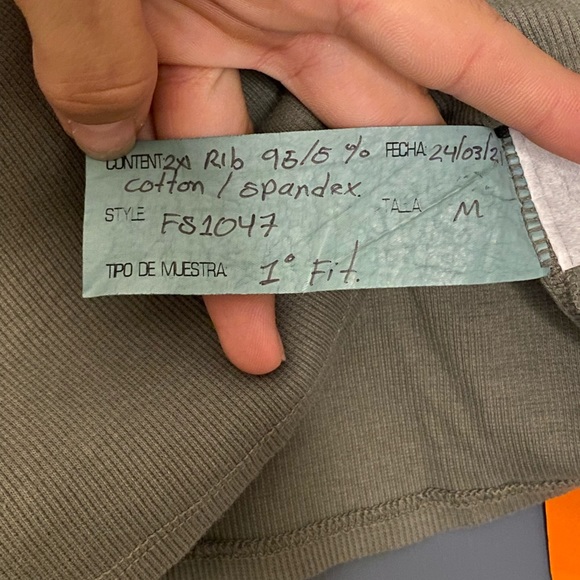 CONTENT: 2x1 Rib 95/5 % FECHA: 24/03/2
cotton / spandex.
STYLE FS1047 TALLA M
TIPO DE MUESTRA: 1° Fit.